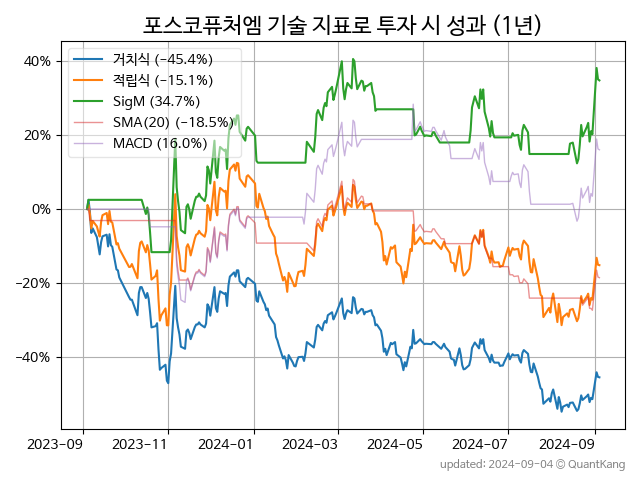 포스코퓨처엠 기술 지표로 투자 시 성과 (1년)
40%
20%
0%
−20%
−40%
거치식 (−45.4%)
적립식 (−15.1%)
SigM (34.7%)
SMA(20) (−18.5%)
MACD (16.0%)
2023-09
2023-11
2024-01
2024-03
2024-05
2024-07
2024-09
updated: 2024-09-04 @ QuantKang